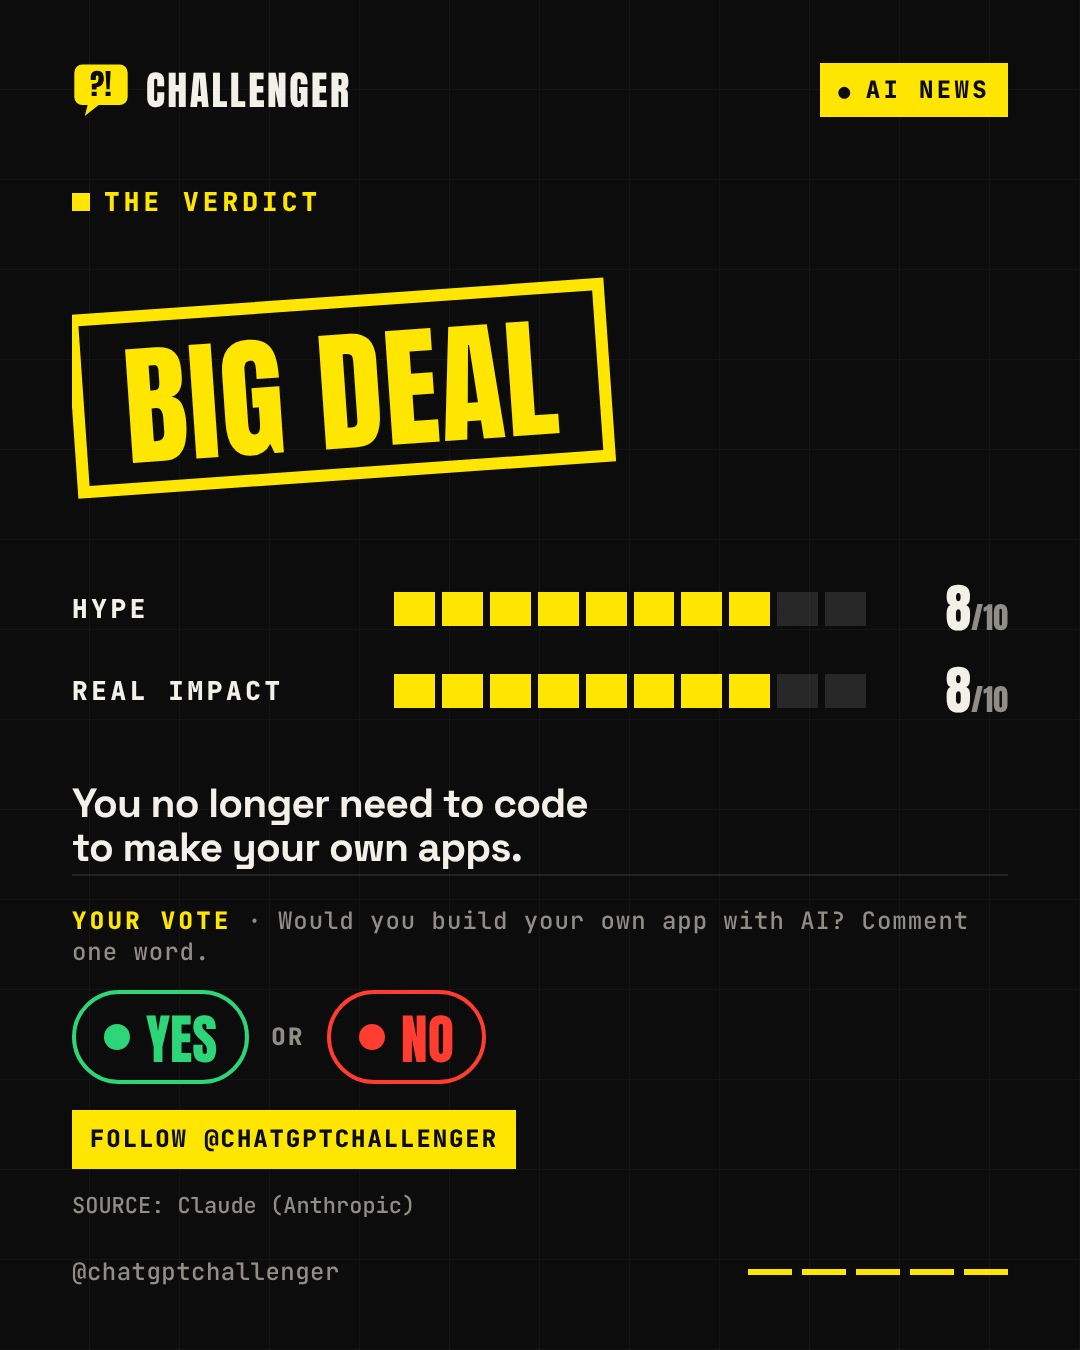 ?! CHALLENGER
● AI NEWS
THE VERDICT
BIG DEAL
HYPE 8/10
REAL IMPACT 8/10
You no longer need to code
to make your own apps.
YOUR VOTE · Would you build your own app with AI? Comment
one word.
YES OR NO
FOLLOW @CHATGPTCHALLENGER
SOURCE: Claude (Anthropic)
@chatgptchallenger